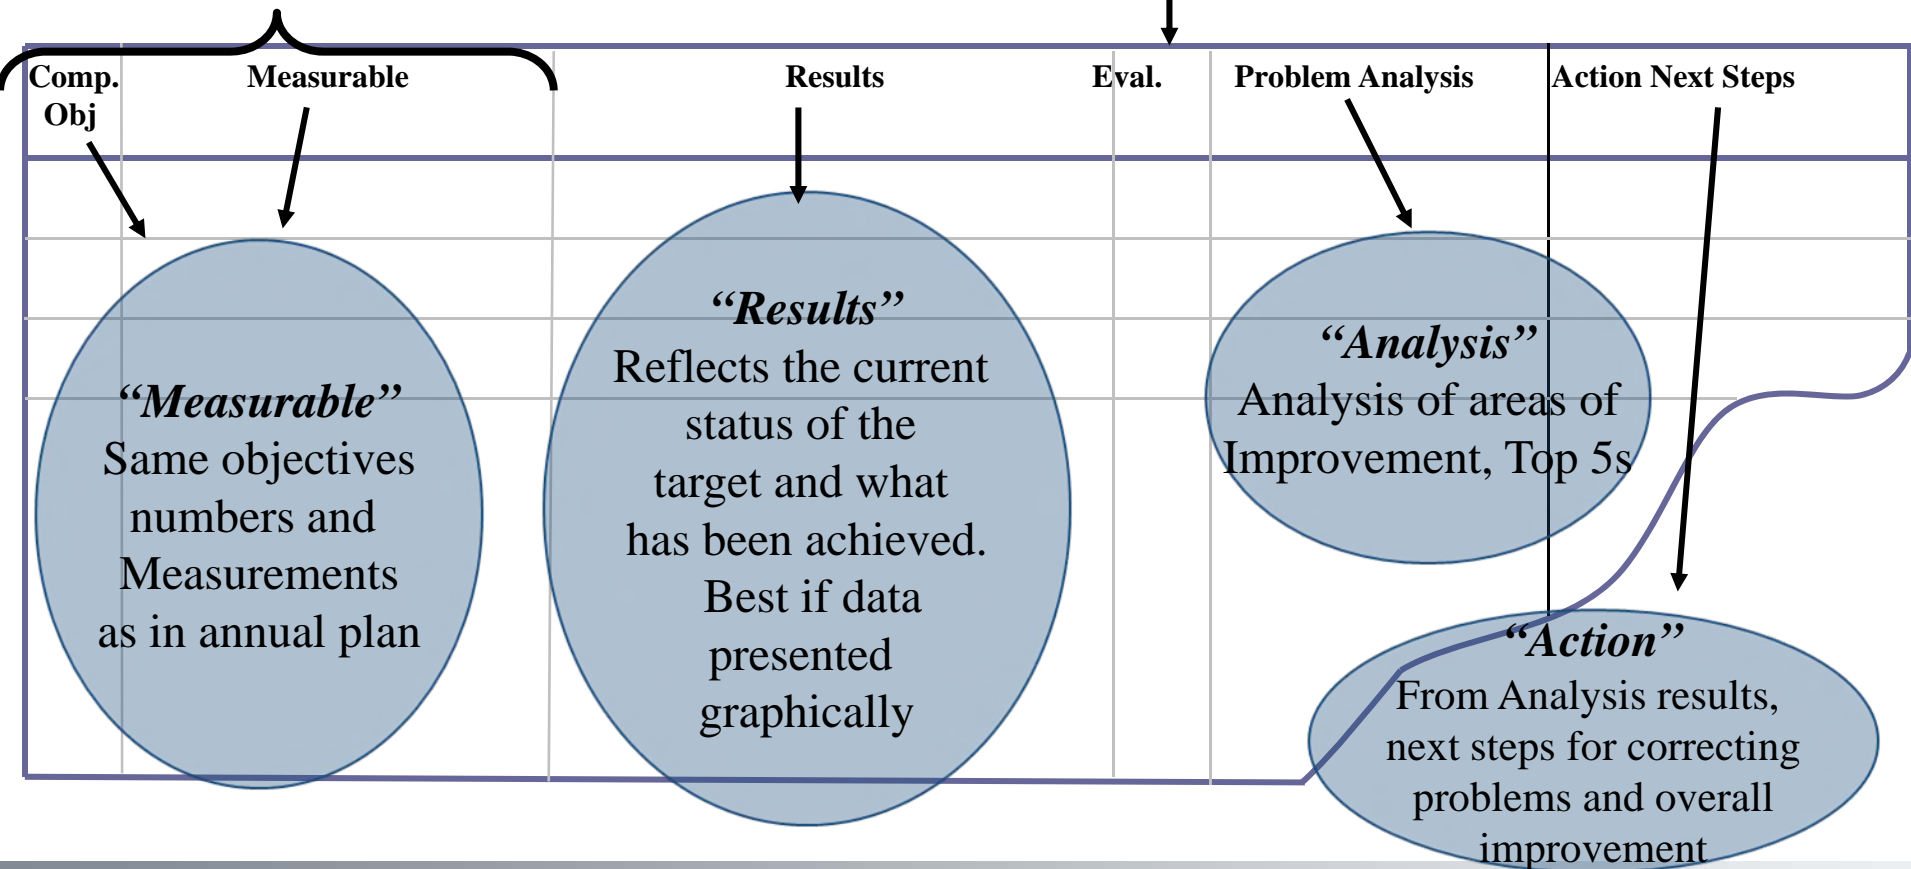 Comp.
Obj
Measurable
Results
Eval.
Problem Analysis
Action Next Steps
“Measurable”
Same objectives
numbers and
Measurements
as in annual plan
“Results”
Reflects the current
status of the
target and what
has been achieved.
Best if data
presented
graphically
“Analysis”
Analysis of areas of
Improvement, Top 5s
“Action”
From Analysis results,
next steps for correcting
problems and overall
improvement